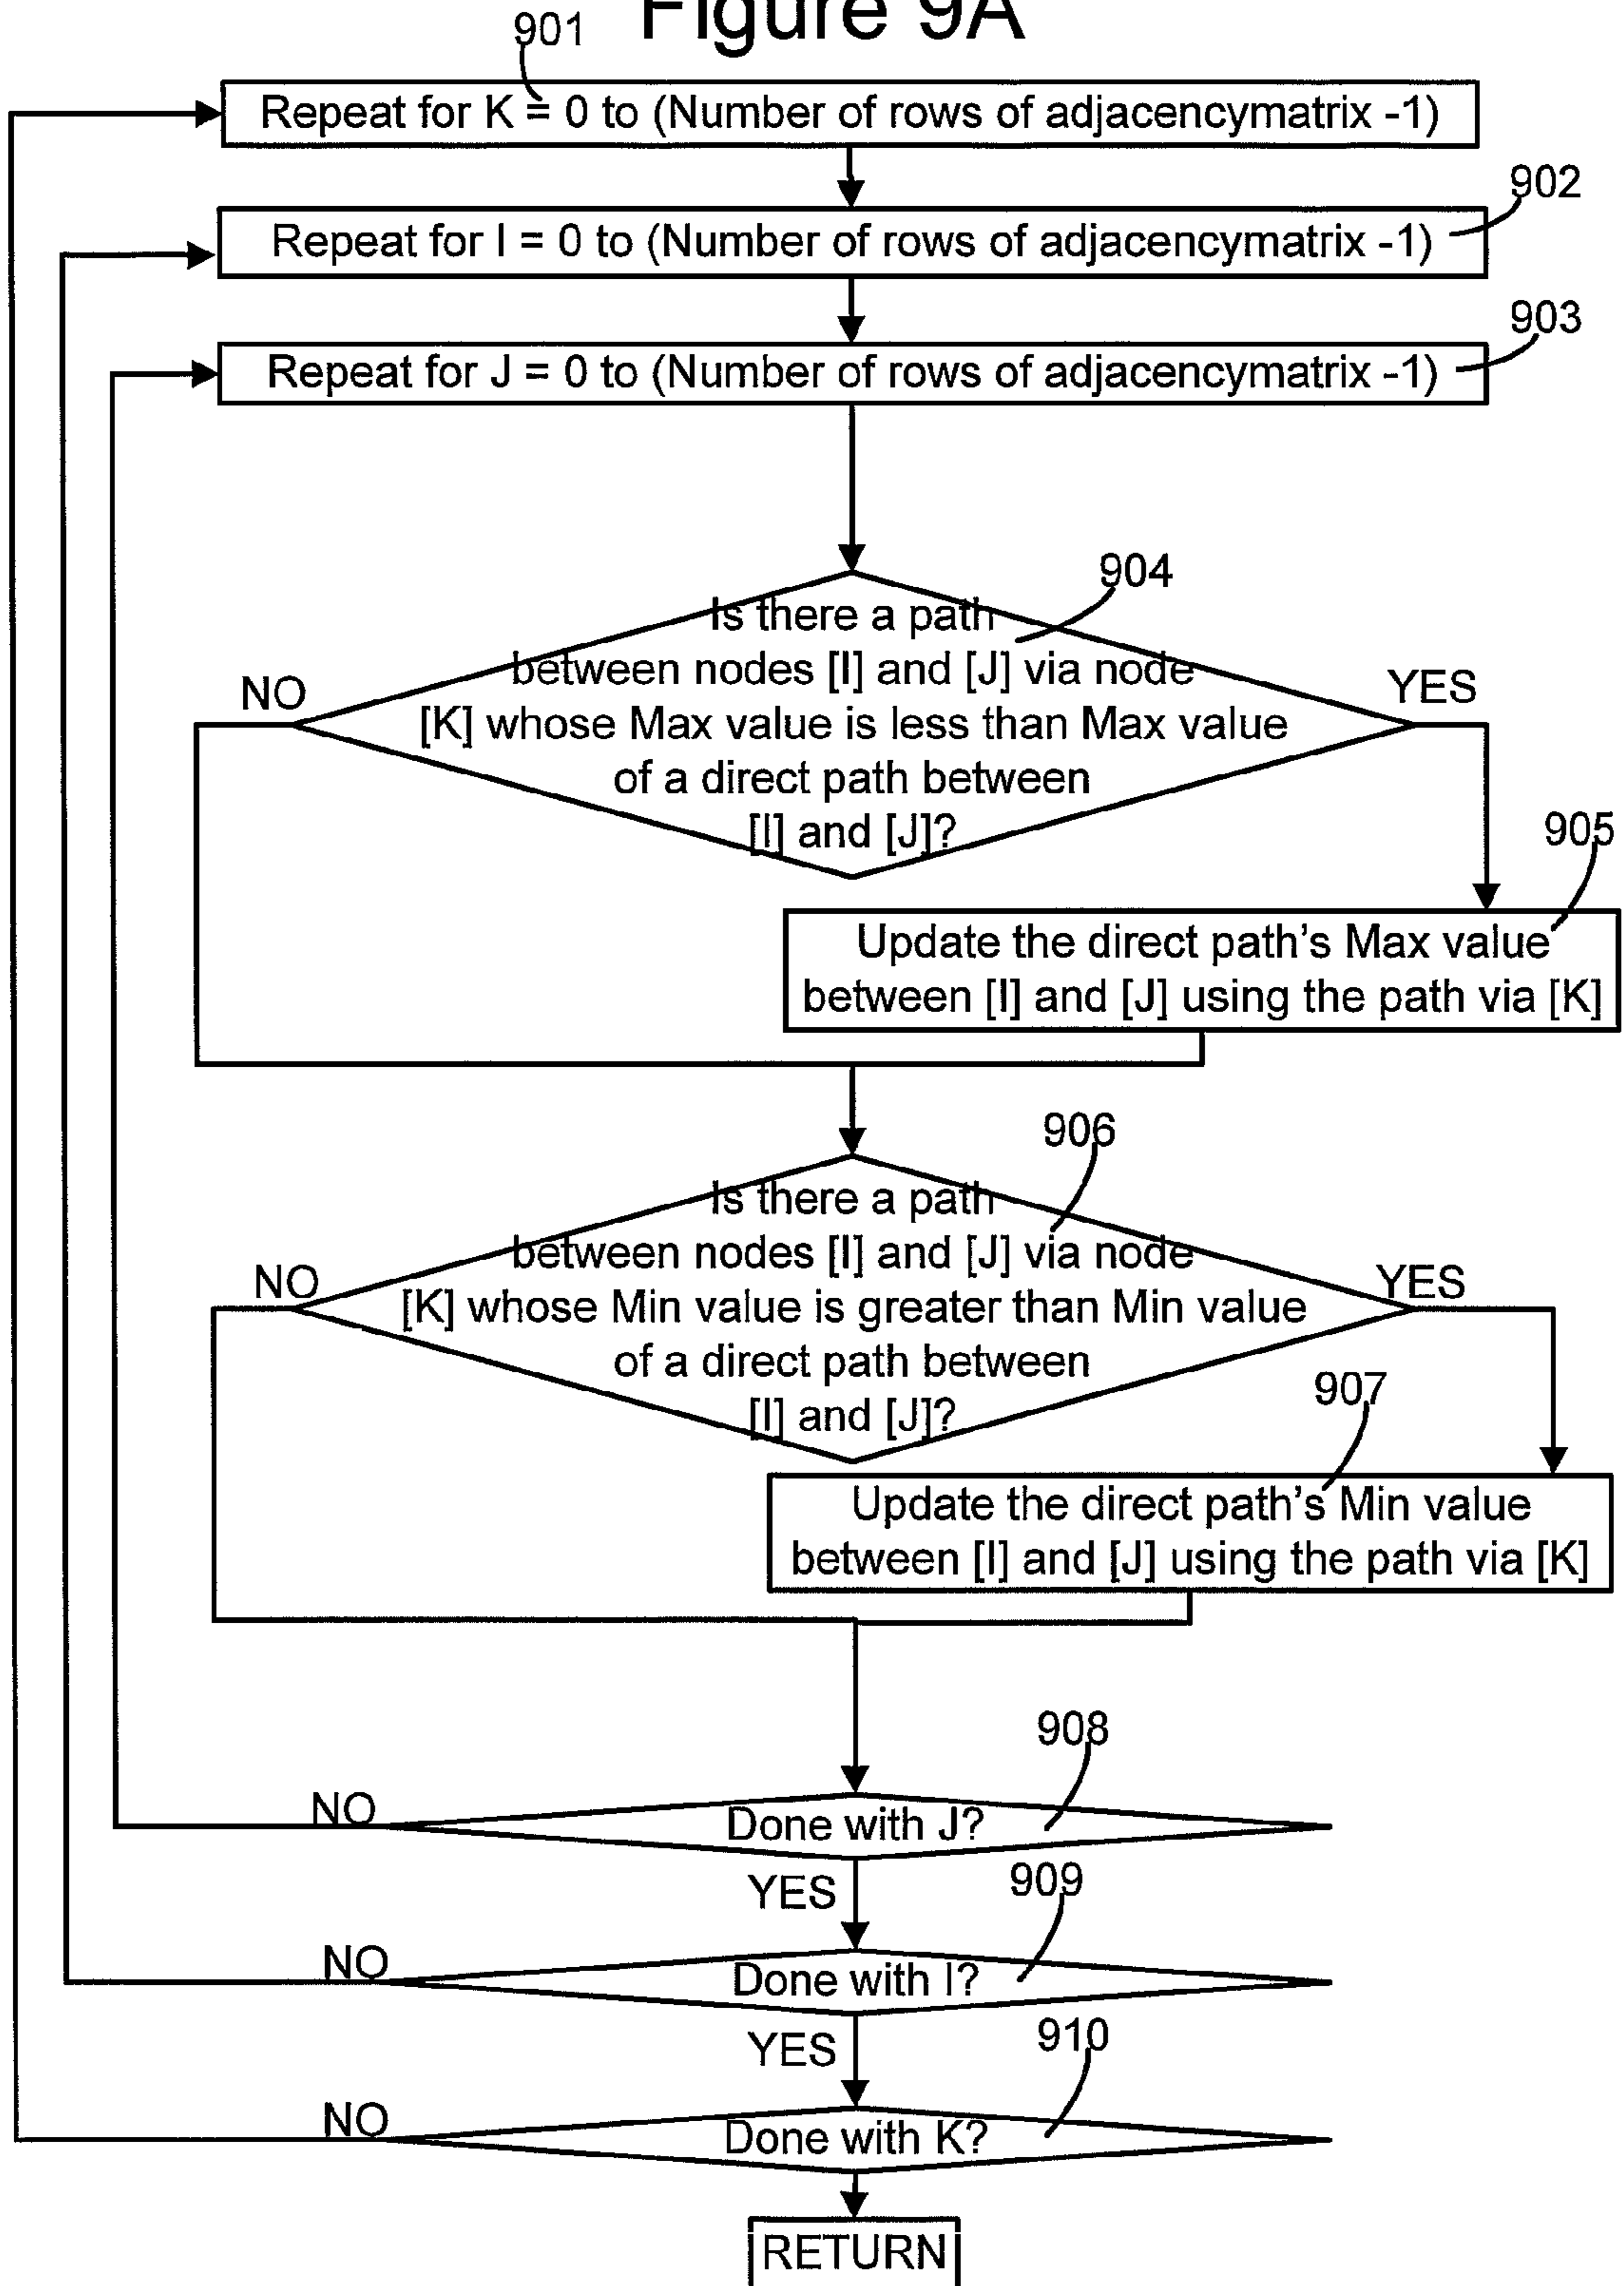 Figure 9A
901
Repeat for K = 0 to (Number of rows of adjacencymatrix -1)
902
Repeat for I = 0 to (Number of rows of adjacencymatrix -1)
903
Repeat for J = 0 to (Number of rows of adjacencymatrix -1)
904
Is there a path
between nodes [I] and [J] via node
[K] whose Max value is less than Max value
of a direct path between
[I] and [J]?
NO
YES
905
Update the direct path's Max value
between [I] and [J] using the path via [K]
906
Is there a path
between nodes [I] and [J] via node
[K] whose Min value is greater than Min value
of a direct path between
[I] and [J]?
NO
YES
907
Update the direct path's Min value
between [I] and [J] using the path via [K]
908
NO
Done with J?
YES
909
NO
Done with I?
YES
910
NO
Done with K?
RETURN